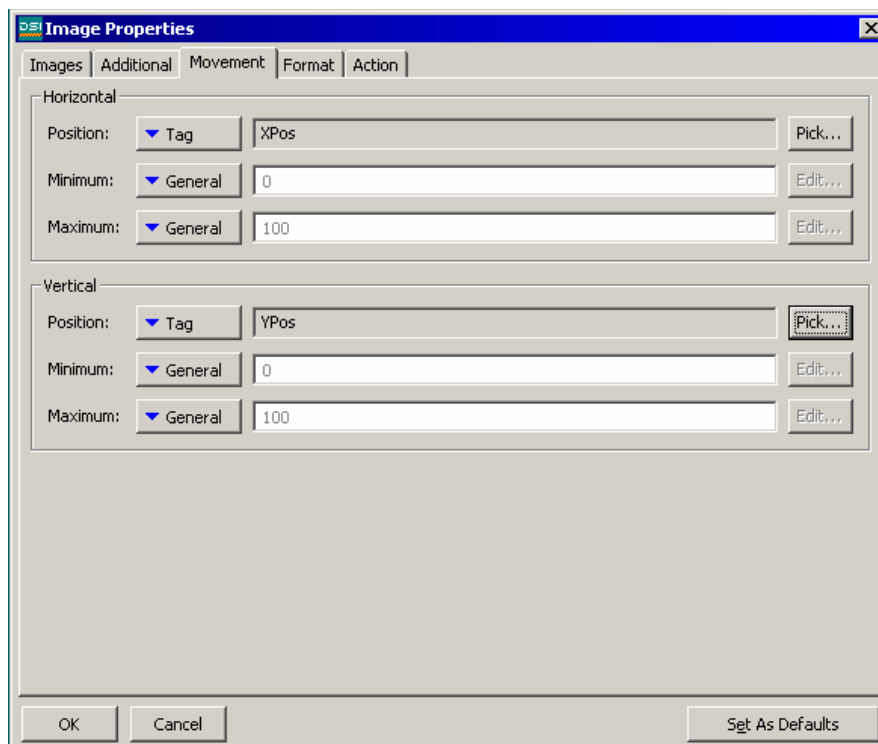 DSI Image Properties
Images Additional Movement Format Action
Horizontal
Position: Tag XPos Pick...
Minimum: General 0 Edit...
Maximum: General 100 Edit...
Vertical
Position: Tag YPos Pick...
Minimum: General 0 Edit...
Maximum: General 100 Edit...
OK Cancel Set As Defaults